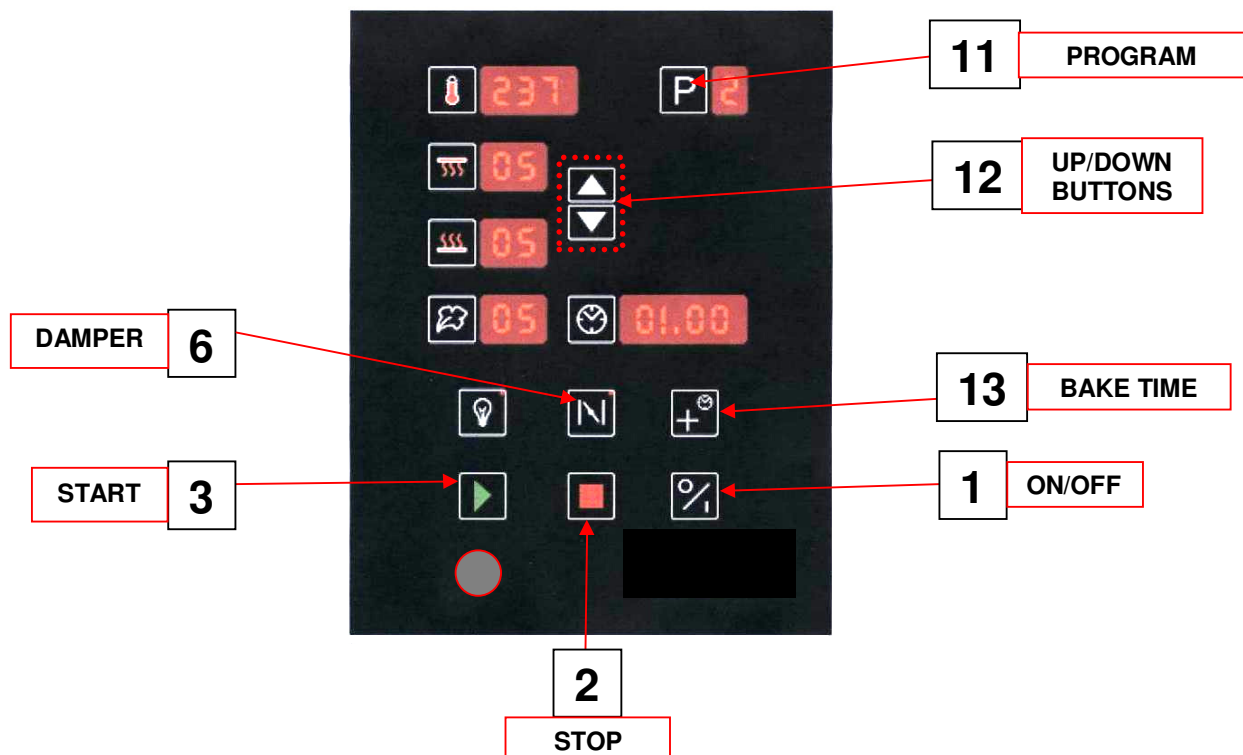 11 PROGRAM
237 P 2
05
12 UP/DOWN
BUTTONS
05
05 01.00
DAMPER 6
13 BAKE TIME
START 3
1 ON/OFF
2
STOP